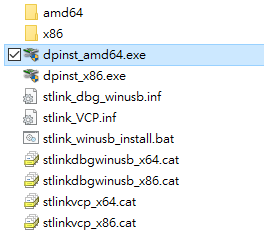 amd64
x86
dpinst_amd64.exe
dpinst_x86.exe
stlink_dbg_winusb.inf
stlink_VCP.inf
stlink_winusb_install.bat
stlinkdbgwinusb_x64.cat
stlinkdbgwinusb_x86.cat
stlinkvcp_x64.cat
stlinkvcp_x86.cat